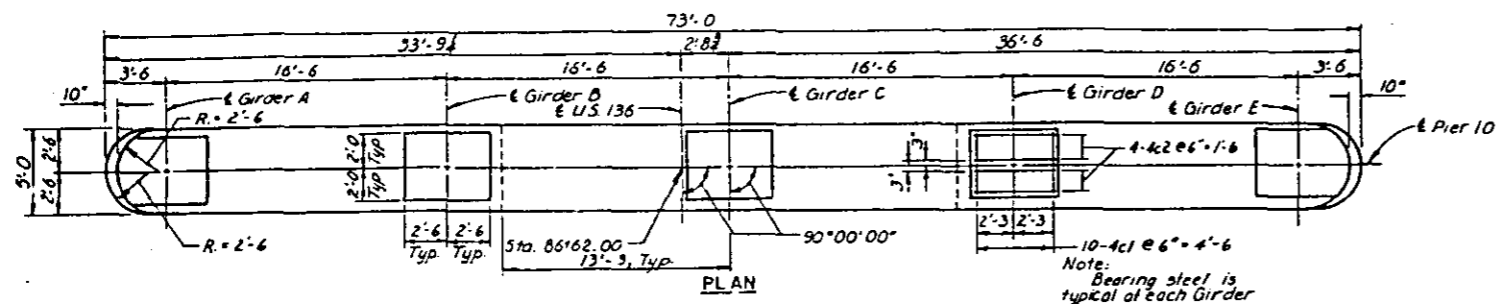 73'-0
33'-9¼ 2'-8¾ 36'-6
3'-6 16'-6 16'-6 16'-6 16'-6 3'-6
10" ℄ Girder A ℄ Girder B ℄ Girder C ℄ Girder D 10"
R. = 2'-6 ℄ U.S. 136 ℄ Girder E
℄ Pier 10
5'-0 2'-6 2'-0 Typ. 3" 4-4c2 @ 6" = 1'-6
2'-6 2'-0 Typ. 3"
R. = 2'-6 2'-6 2'-6 Sta. 86+62.00 90°00'00" 2'-3 2'-3
Typ. Typ. 13'-9, Typ. 10-4c1 @ 6" = 4'-6
PLAN
Note:
Bearing steel is
typical at each Girder